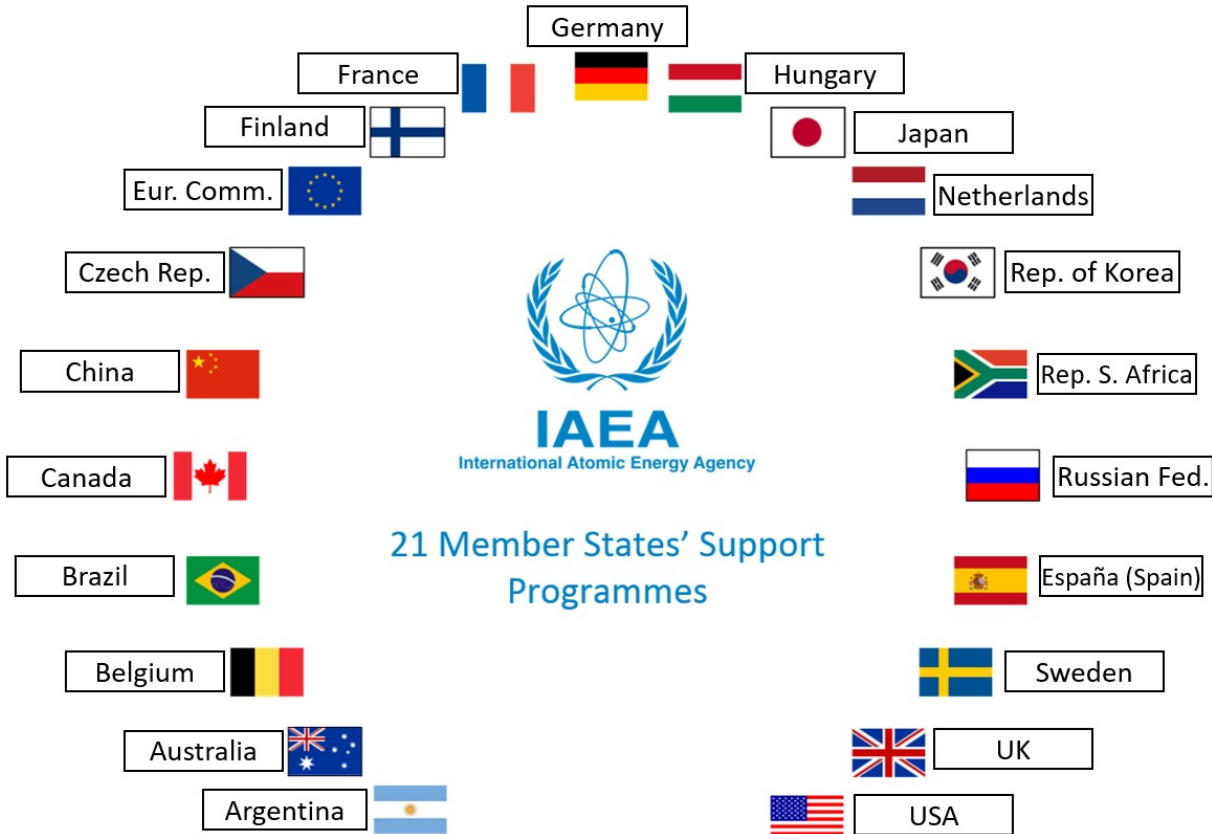 Germany
France
Hungary
Finland
Japan
Eur. Comm.
Netherlands
Czech Rep.
Rep. of Korea
China
Rep. S. Africa
IAEA
International Atomic Energy Agency
Canada
Russian Fed.
21 Member States’ Support
Programmes
Brazil
España (Spain)
Belgium
Sweden
Australia
UK
Argentina
USA